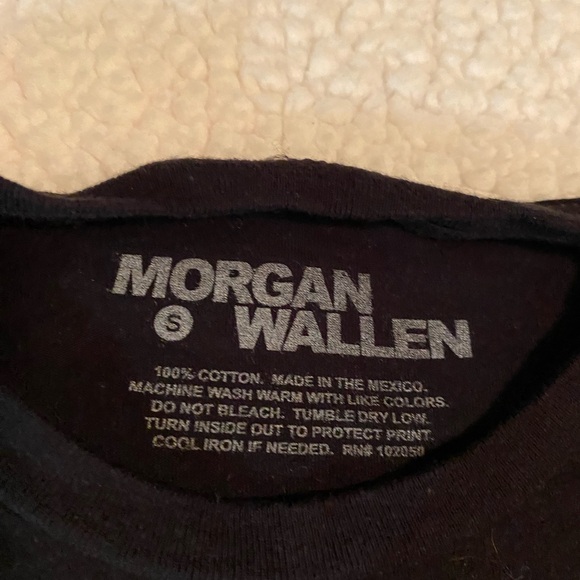 MORGAN
S WALLEN
100% COTTON. MADE IN THE MEXICO.
MACHINE WASH WARM WITH LIKE COLORS.
DO NOT BLEACH. TUMBLE DRY LOW.
TURN INSIDE OUT TO PROTECT PRINT.
COOL IRON IF NEEDED. RN# 102050